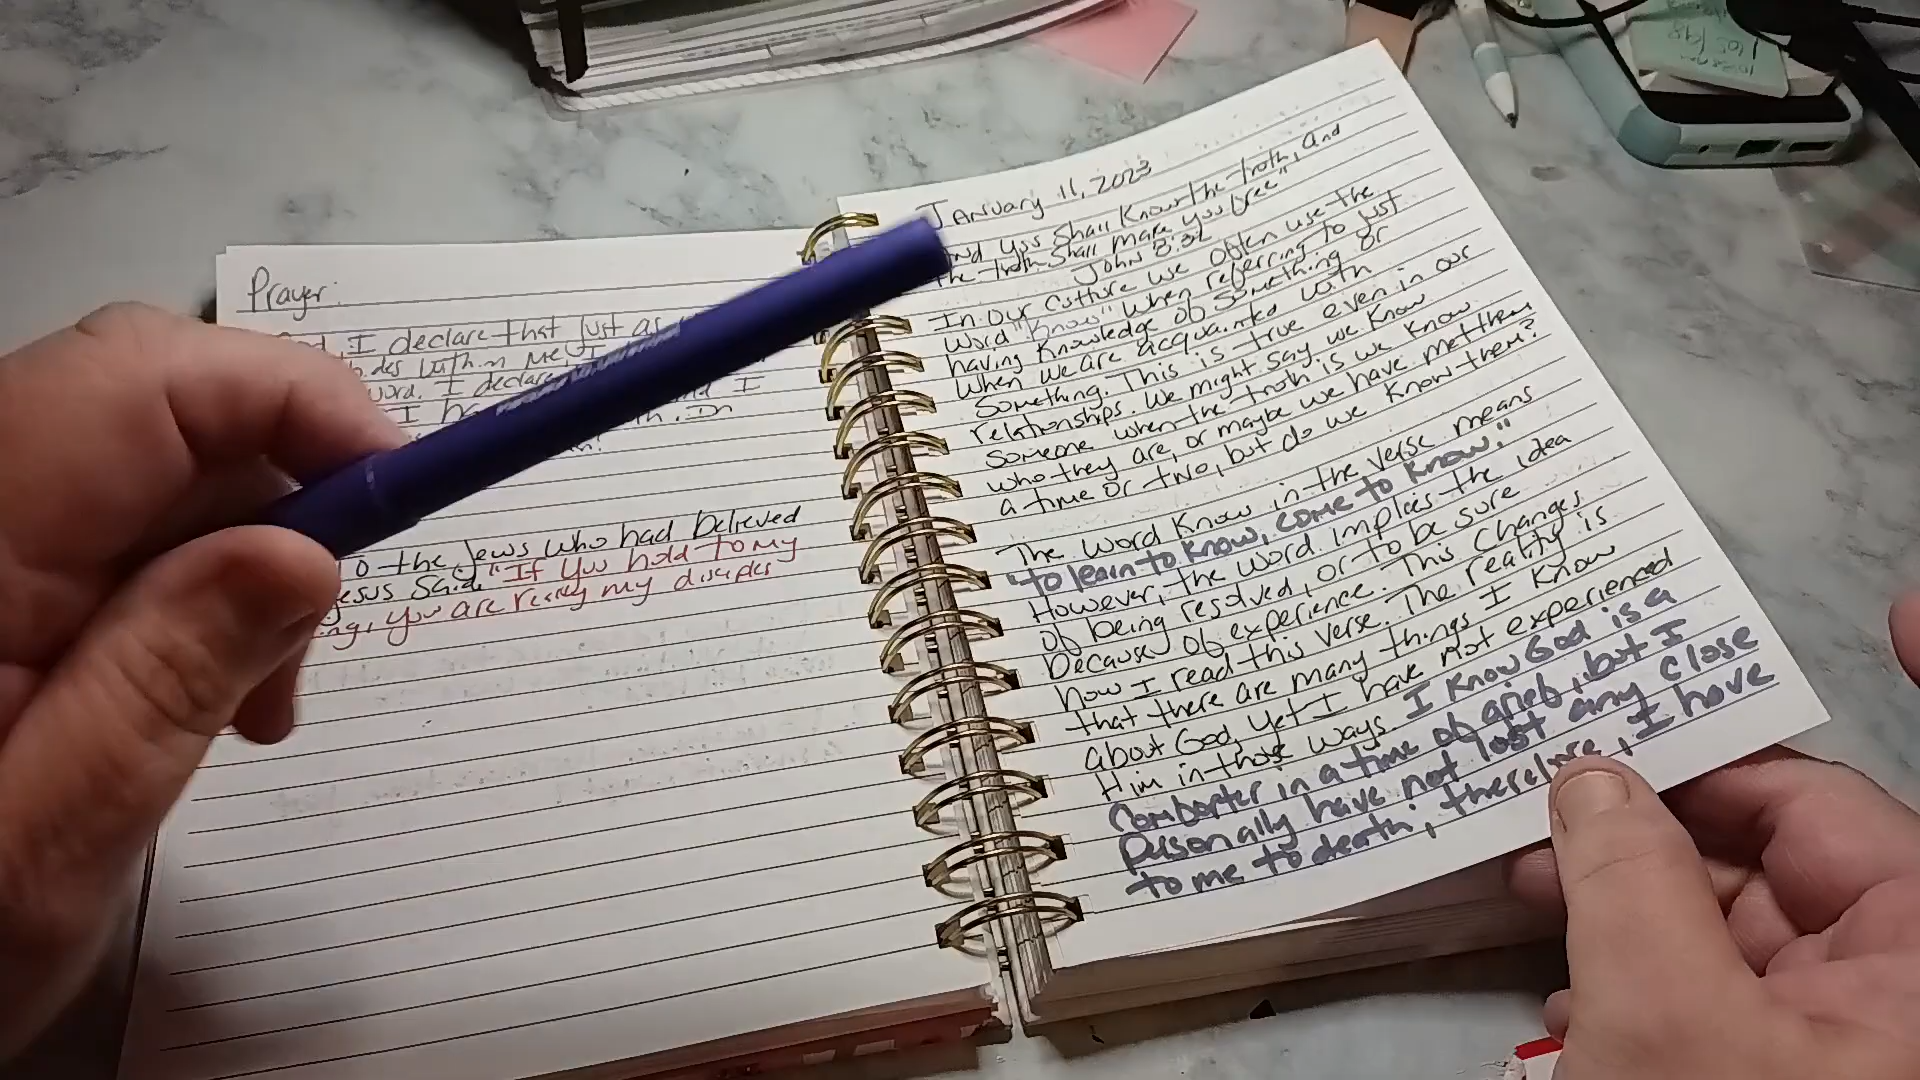 Prayer:
I declare that just as
within me
word. I declare
I
In
to the Jews who had believed
Jesus said, "If you hold to my
you are really my disciples
January 11, 2023
And you shall know the truth, and
the truth shall make you free"
John 8:32
In our culture we often use the
word "know" when referring to just
having knowledge of something or
when we are acquainted with
something. This is true even in our
relationships. We might say we know
someone when the truth is we know
who they are, or maybe we have met them
a time or two, but do we know them?
The word know in the verse means
"to learn to know, come to know."
However, the word implies the idea
of being resolved, or to be sure
because of experience. This changes
how I read this verse. The reality is
that there are many things I know
about God, yet I have not experienced
Him in those ways. I know God is a
Comforter in a time of grief, but I
personally have not lost any close
to me to death, therefore, I have